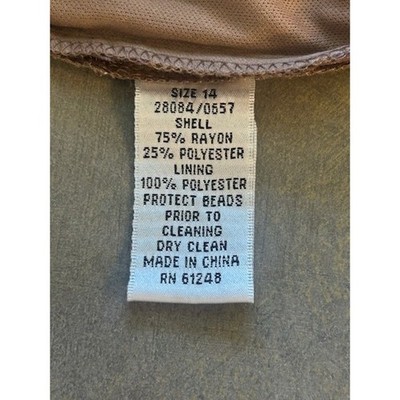 SIZE 14
28084/0557
SHELL
75% RAYON
25% POLYESTER
LINING
100% POLYESTER
PROTECT BEADS
PRIOR TO
CLEANING
DRY CLEAN
MADE IN CHINA
RN 61248